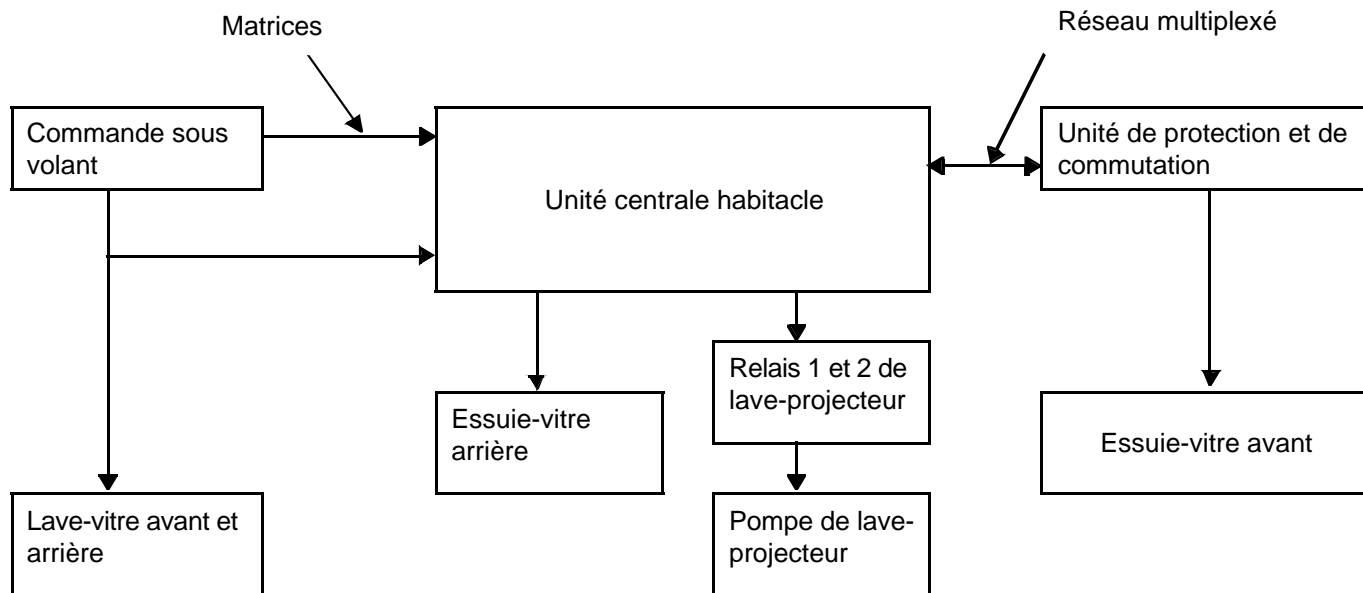 Matrices
Réseau multiplexé
Commande sous
volant
Unité centrale habitacle
Unité de protection et de
commutation
Relais 1 et 2 de
lave-projecteur
Essuie-vitre
arrière
Essuie-vitre avant
Lave-vitre avant et
arrière
Pompe de lave-
projecteur